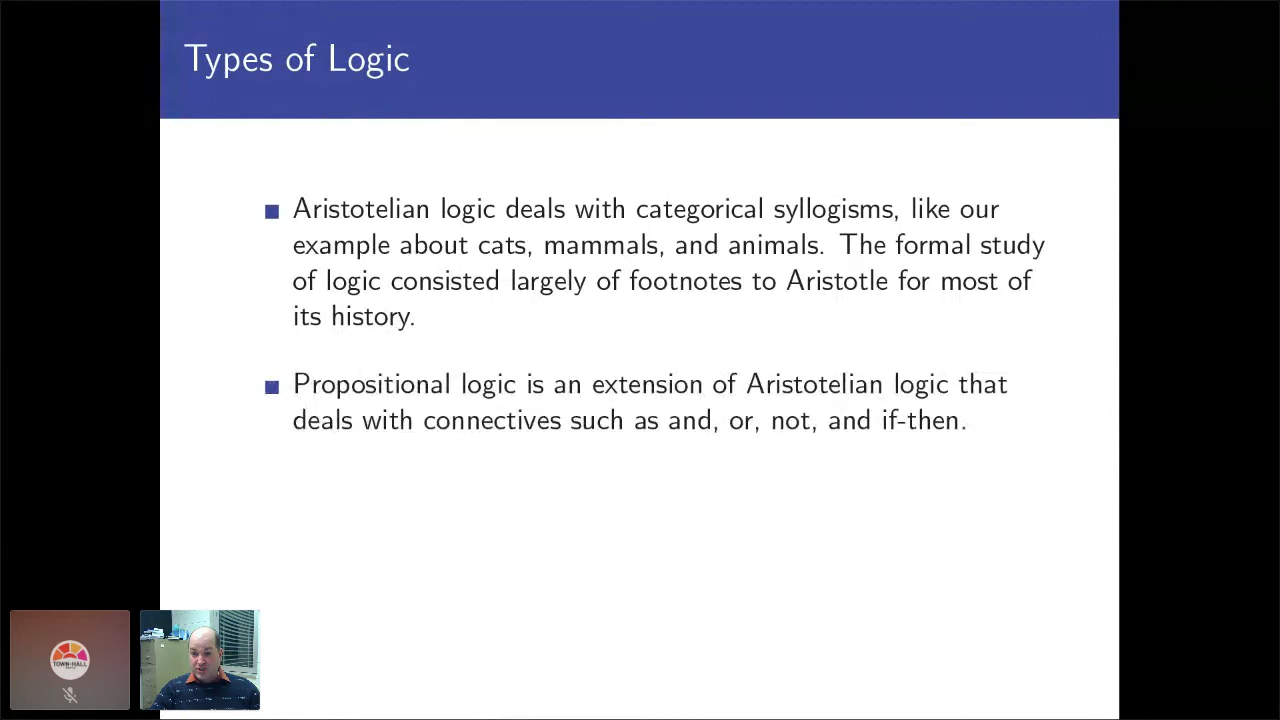 Types of Logic
Aristotelian logic deals with categorical syllogisms, like our
example about cats, mammals, and animals. The formal study
of logic consisted largely of footnotes to Aristotle for most of
its history.
Propositional logic is an extension of Aristotelian logic that
deals with connectives such as and, or, not, and if-then.
TOWN HALL